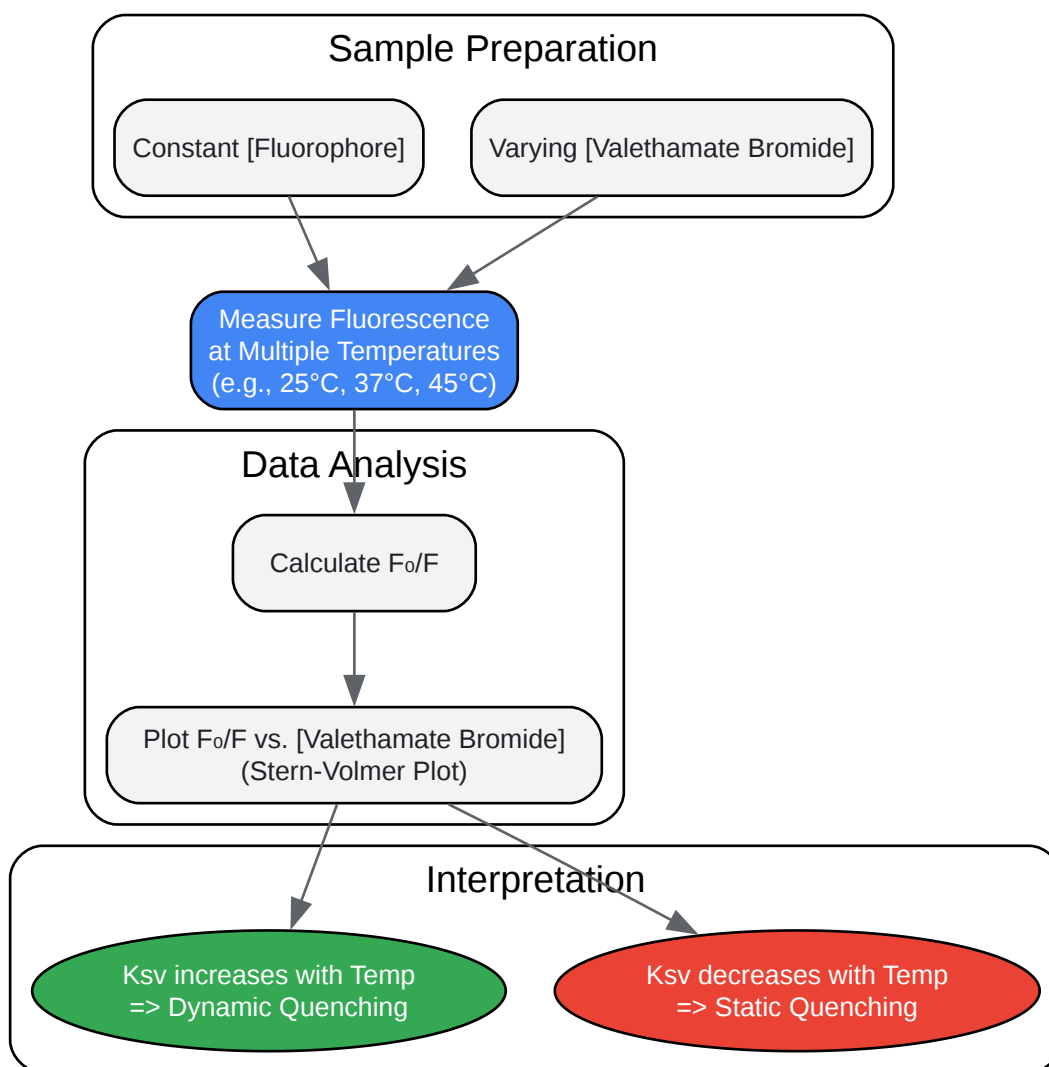 Sample Preparation
Constant [Fluorophore]
Varying [Valethamate Bromide]
Measure Fluorescence
at Multiple Temperatures
(e.g., 25°C, 37°C, 45°C)
Data Analysis
Calculate F₀/F
Plot F₀/F vs. [Valethamate Bromide]
(Stern-Volmer Plot)
Interpretation
Ksv increases with Temp
=> Dynamic Quenching
Ksv decreases with Temp
=> Static Quenching